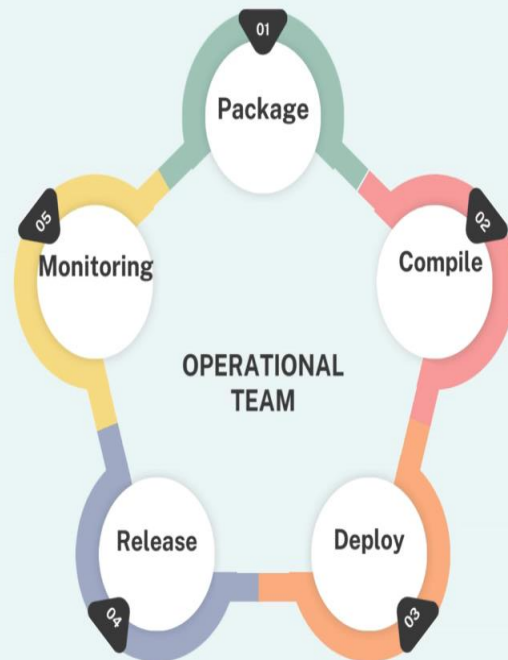 01
Package
02
Compile
03
Deploy
04
Release
05
Monitoring
OPERATIONAL
TEAM